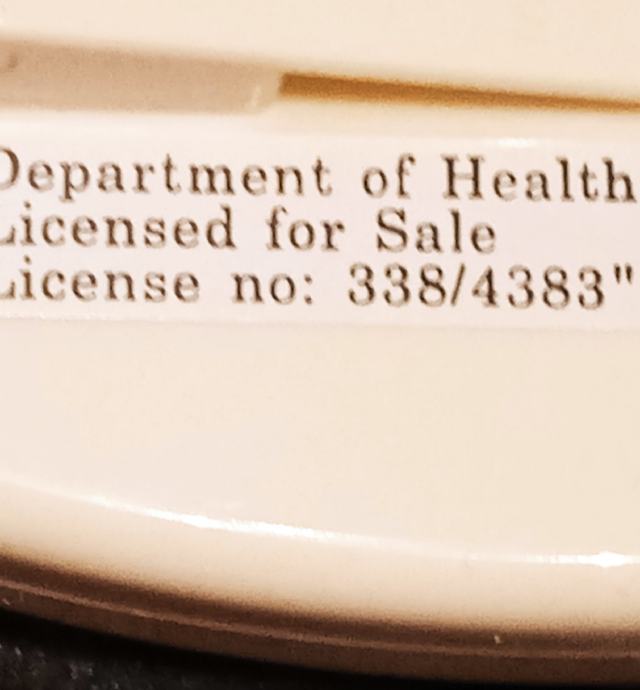 Department of Health
Licensed for Sale
License no: 338/4383"